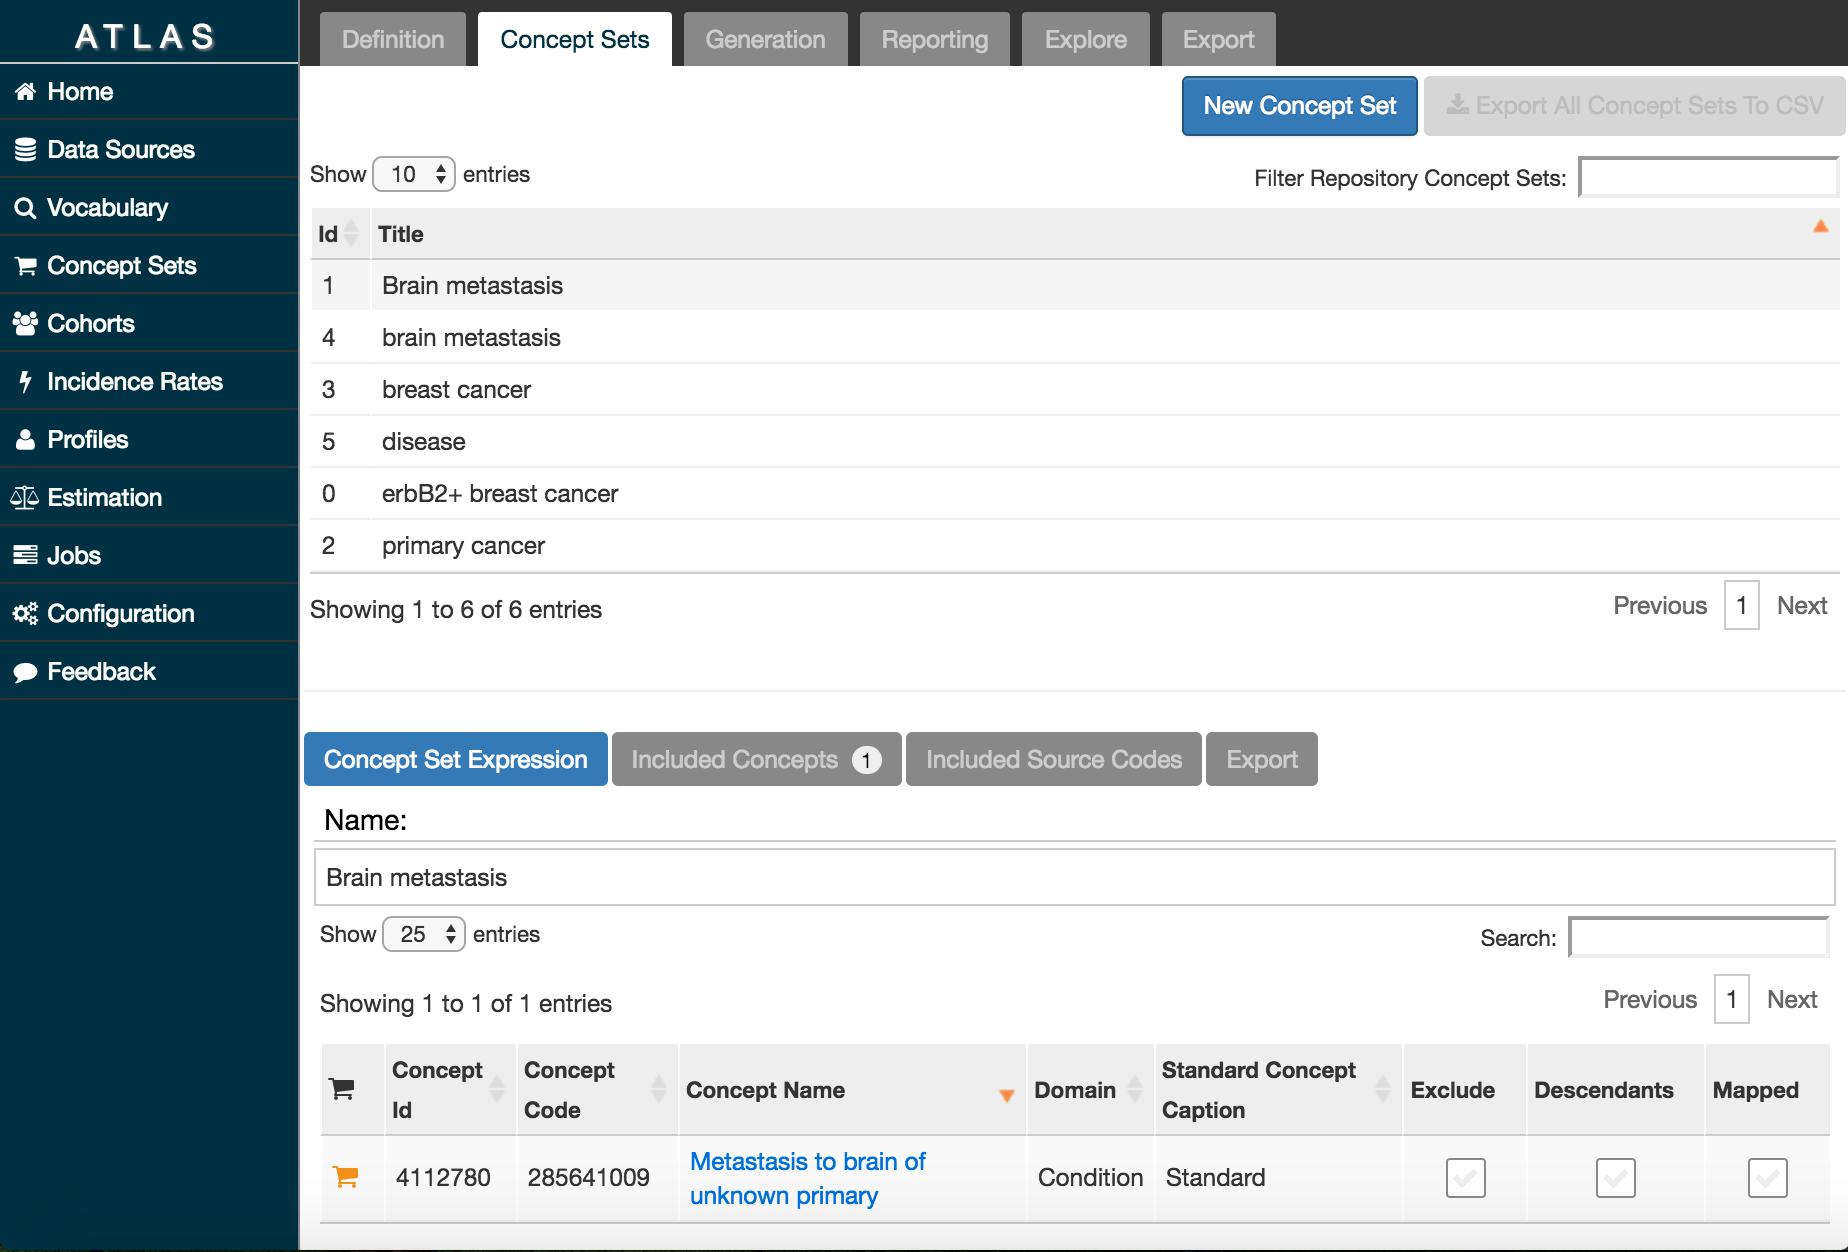 ATLAS
Home
Data Sources
Vocabulary
Concept Sets
Cohorts
Incidence Rates
Profiles
Estimation
Jobs
Configuration
Feedback
Definition Concept Sets Generation Reporting Explore Export
New Concept Set Export All Concept Sets To CSV
Show 10 entries Filter Repository Concept Sets:
Id Title
1 Brain metastasis
4 brain metastasis
3 breast cancer
5 disease
0 erbB2+ breast cancer
2 primary cancer
Showing 1 to 6 of 6 entries Previous 1 Next
Concept Set Expression Included Concepts 1 Included Source Codes Export
Name:
Brain metastasis
Show 25 entries Search:
Showing 1 to 1 of 1 entries Previous 1 Next
Concept Id Concept Code Concept Name Domain Standard Concept Caption Exclude Descendants Mapped
4112780 285641009 Metastasis to brain of unknown primary Condition Standard